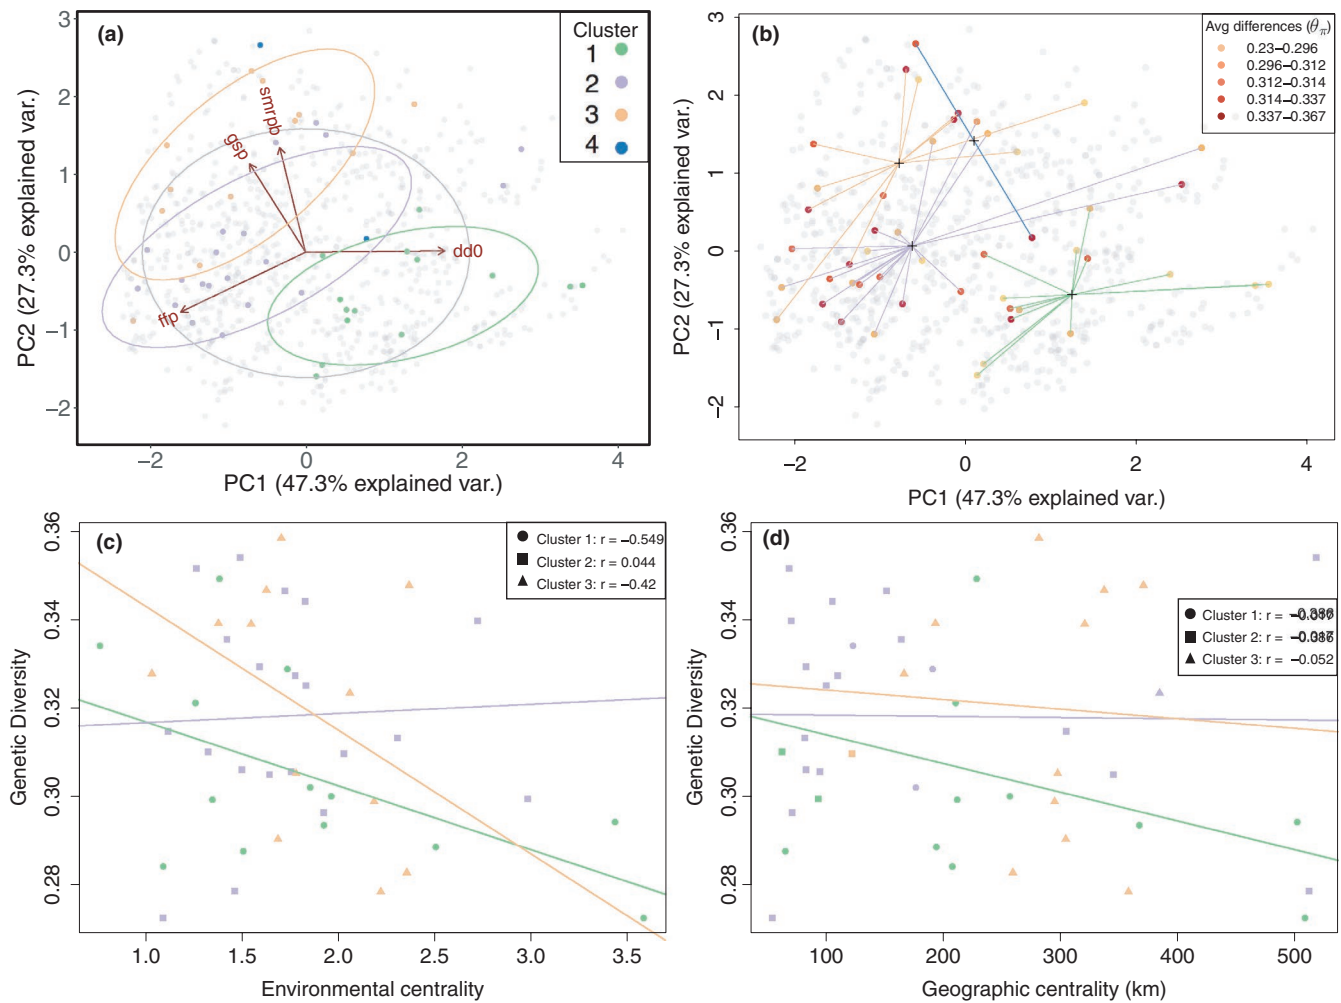 (a)
Cluster
1
2
3
4
smrpb
gsp
dd0
ffp
3
2
1
0
−1
−2
PC2 (27.3% explained var.)
−2 0 2 4
PC1 (47.3% explained var.)
(b)
Avg differences (θπ)
0.23–0.296
0.296–0.312
0.312–0.314
0.314–0.337
0.337–0.367
3
2
1
0
−1
−2
PC2 (27.3% explained var.)
−2 0 2 4
PC1 (47.3% explained var.)
(c)
Cluster 1: r = −0.549
Cluster 2: r = 0.044
Cluster 3: r = −0.42
0.36
0.34
0.32
0.30
0.28
Genetic Diversity
1.0 1.5 2.0 2.5 3.0 3.5
Environmental centrality
(d)
Cluster 1: r =
Cluster 2: r =
Cluster 3: r = −0.052
0.36
0.34
0.32
0.30
0.28
Genetic Diversity
100 200 300 400 500
Geographic centrality (km)